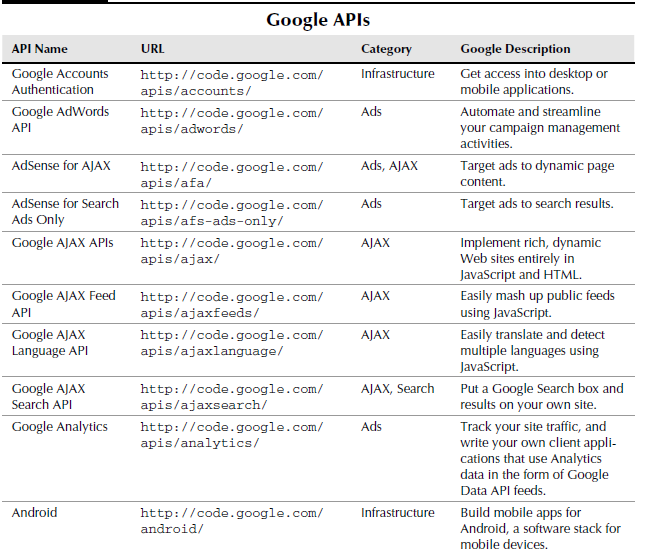 Google APIs
API Name URL Category Google Description
Google Accounts http://code.google.com/ Infrastructure Get access into desktop or
Authentication apis/accounts/ mobile applications.
Google AdWords http://code.google.com/ Ads Automate and streamline
API apis/adwords/ your campaign management
activities.
AdSense for AJAX http://code.google.com/ Ads, AJAX Target ads to dynamic page
apis/afa/ content.
AdSense for Search http://code.google.com/ Ads Target ads to search results.
Ads Only apis/afs-ads-only/
Google AJAX APIs http://code.google.com/ AJAX Implement rich, dynamic
apis/ajax/ Web sites entirely in
JavaScript and HTML.
Google AJAX Feed http://code.google.com/ AJAX Easily mash up public feeds
API apis/ajaxfeeds/ using JavaScript.
Google AJAX http://code.google.com/ AJAX Easily translate and detect
Language API apis/ajaxlanguage/ multiple languages using
JavaScript.
Google AJAX http://code.google.com/ AJAX, Search Put a Google Search box and
Search API apis/ajaxsearch/ results on your own site.
Google Analytics http://code.google.com/ Ads Track your site traffic, and
apis/analytics/ write your own client appli-
cations that use Analytics
data in the form of Google
Data API feeds.
Android http://code.google.com/ Infrastructure Build mobile apps for
android/ Android, a software stack for
mobile devices.